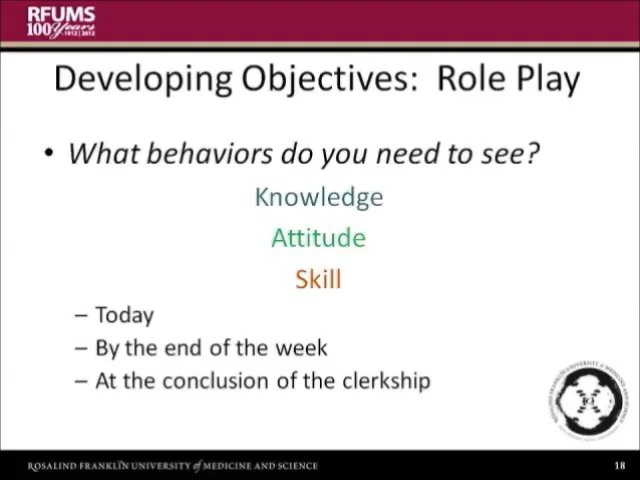 RFUMS
100 Years
1912 | 2012
Developing Objectives: Role Play
• What behaviors do you need to see?
Knowledge
Attitude
Skill
– Today
– By the end of the week
– At the conclusion of the clerkship
ROSALIND FRANKLIN UNIVERSITY of MEDICINE AND SCIENCE
18